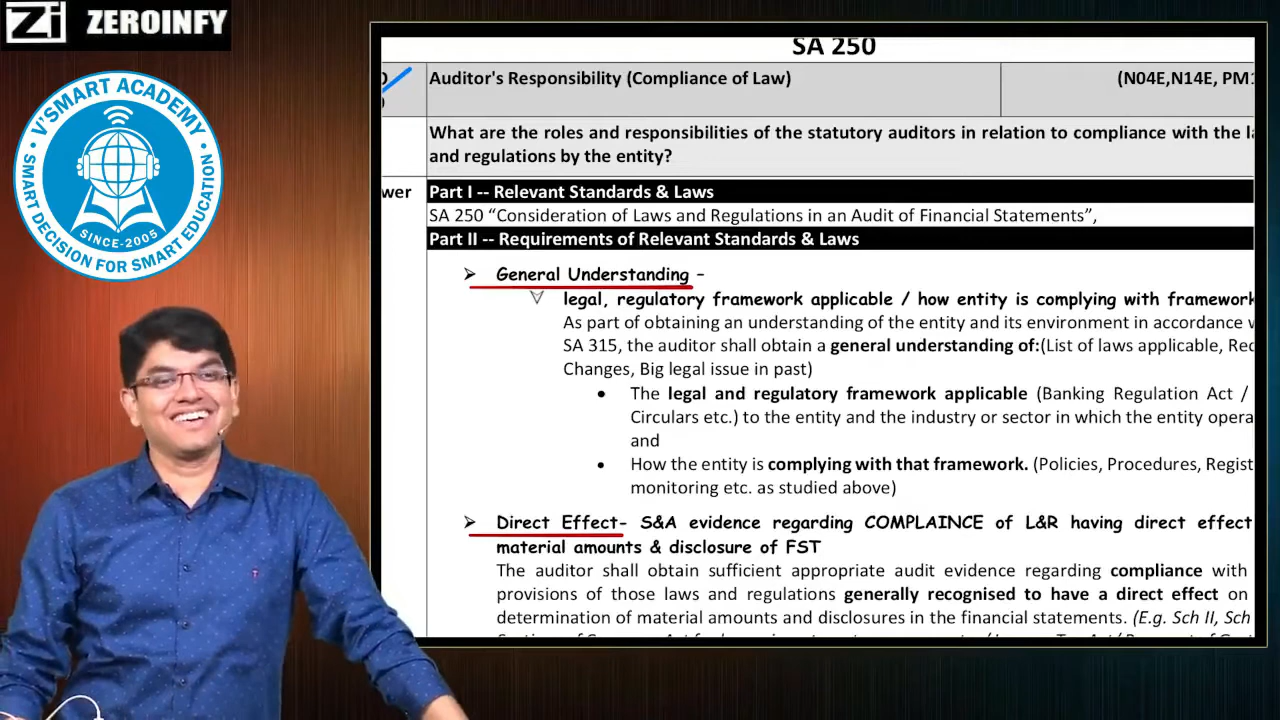 Zi ZEROINFY
V'SMART ACADEMY
SMART DECISION FOR SMART EDUCATION
SINCE-2005
SA 250
Auditor's Responsibility (Compliance of Law) (N04E,N14E, PM1
What are the roles and responsibilities of the statutory auditors in relation to compliance with the la
and regulations by the entity?
wer Part I -- Relevant Standards & Laws
SA 250 “Consideration of Laws and Regulations in an Audit of Financial Statements”,
Part II -- Requirements of Relevant Standards & Laws
➢ General Understanding –
legal, regulatory framework applicable / how entity is complying with framework
As part of obtaining an understanding of the entity and its environment in accordance w
SA 315, the auditor shall obtain a general understanding of:(List of laws applicable, Rec
Changes, Big legal issue in past)
• The legal and regulatory framework applicable (Banking Regulation Act /
Circulars etc.) to the entity and the industry or sector in which the entity opera
and
• How the entity is complying with that framework. (Policies, Procedures, Regist
monitoring etc. as studied above)
➢ Direct Effect- S&A evidence regarding COMPLAINCE of L&R having direct effect
material amounts & disclosure of FST
The auditor shall obtain sufficient appropriate audit evidence regarding compliance with
provisions of those laws and regulations generally recognised to have a direct effect on
determination of material amounts and disclosures in the financial statements. (E.g. Sch II, Sch